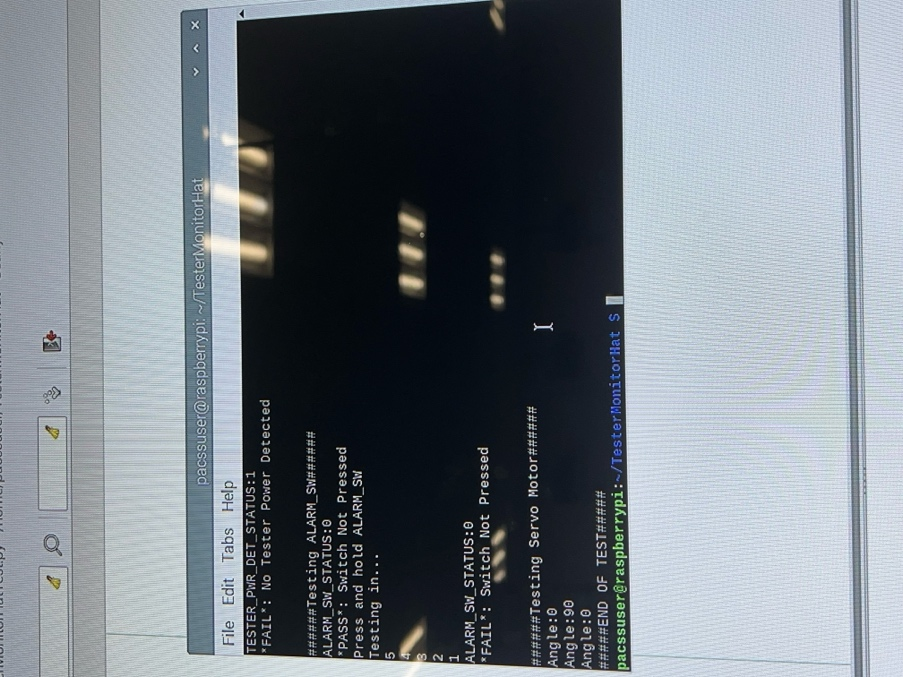 pacssuser@raspberrypi: ~/TesterMonitorHat
File Edit Tabs Help
TESTER_PWR_DET_STATUS:1
*FAIL*: No Tester Power Detected
######Testing ALARM_SW######
ALARM_SW_STATUS:0
*PASS*: Switch Not Pressed
Press and hold ALARM_SW
Testing in...
5
4
3
2
1
ALARM_SW_STATUS:0
*FAIL*: Switch Not Pressed
######Testing Servo Motor######
Angle:0
Angle:90
Angle:0
#####END OF TEST#####
pacssuser@raspberrypi:~/TesterMonitorHat $